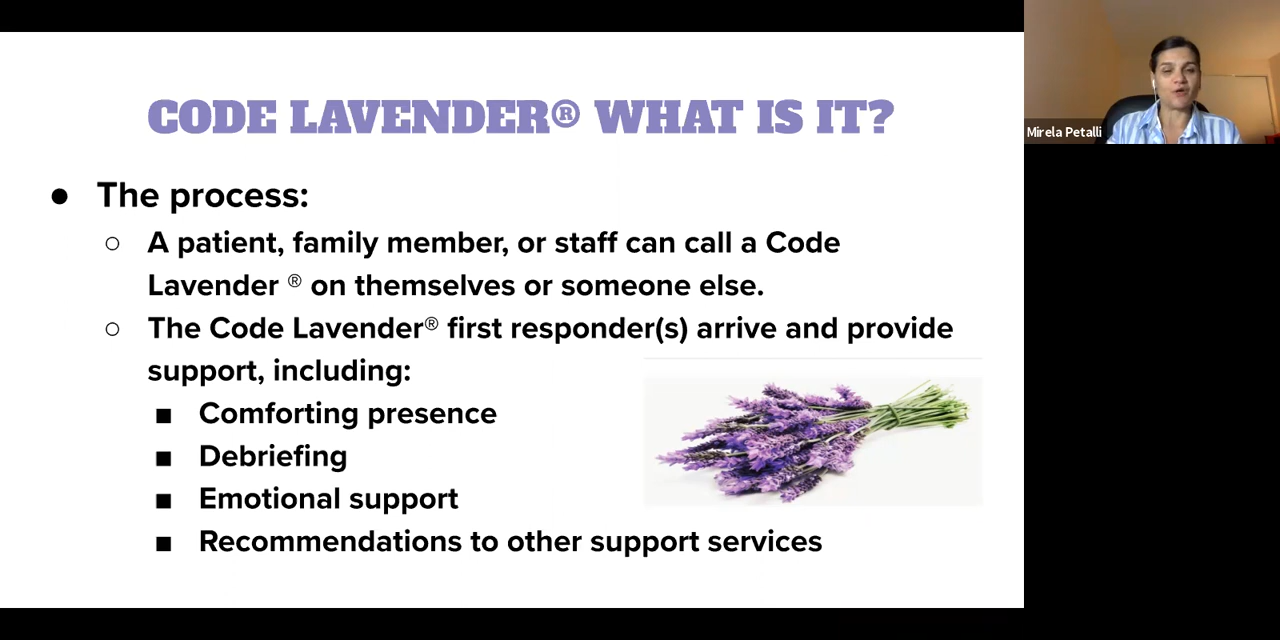 CODE LAVENDER® WHAT IS IT?
Mirela Petalli
● The process:
○ A patient, family member, or staff can call a Code
Lavender ® on themselves or someone else.
○ The Code Lavender® first responder(s) arrive and provide
support, including:
■ Comforting presence
■ Debriefing
■ Emotional support
■ Recommendations to other support services